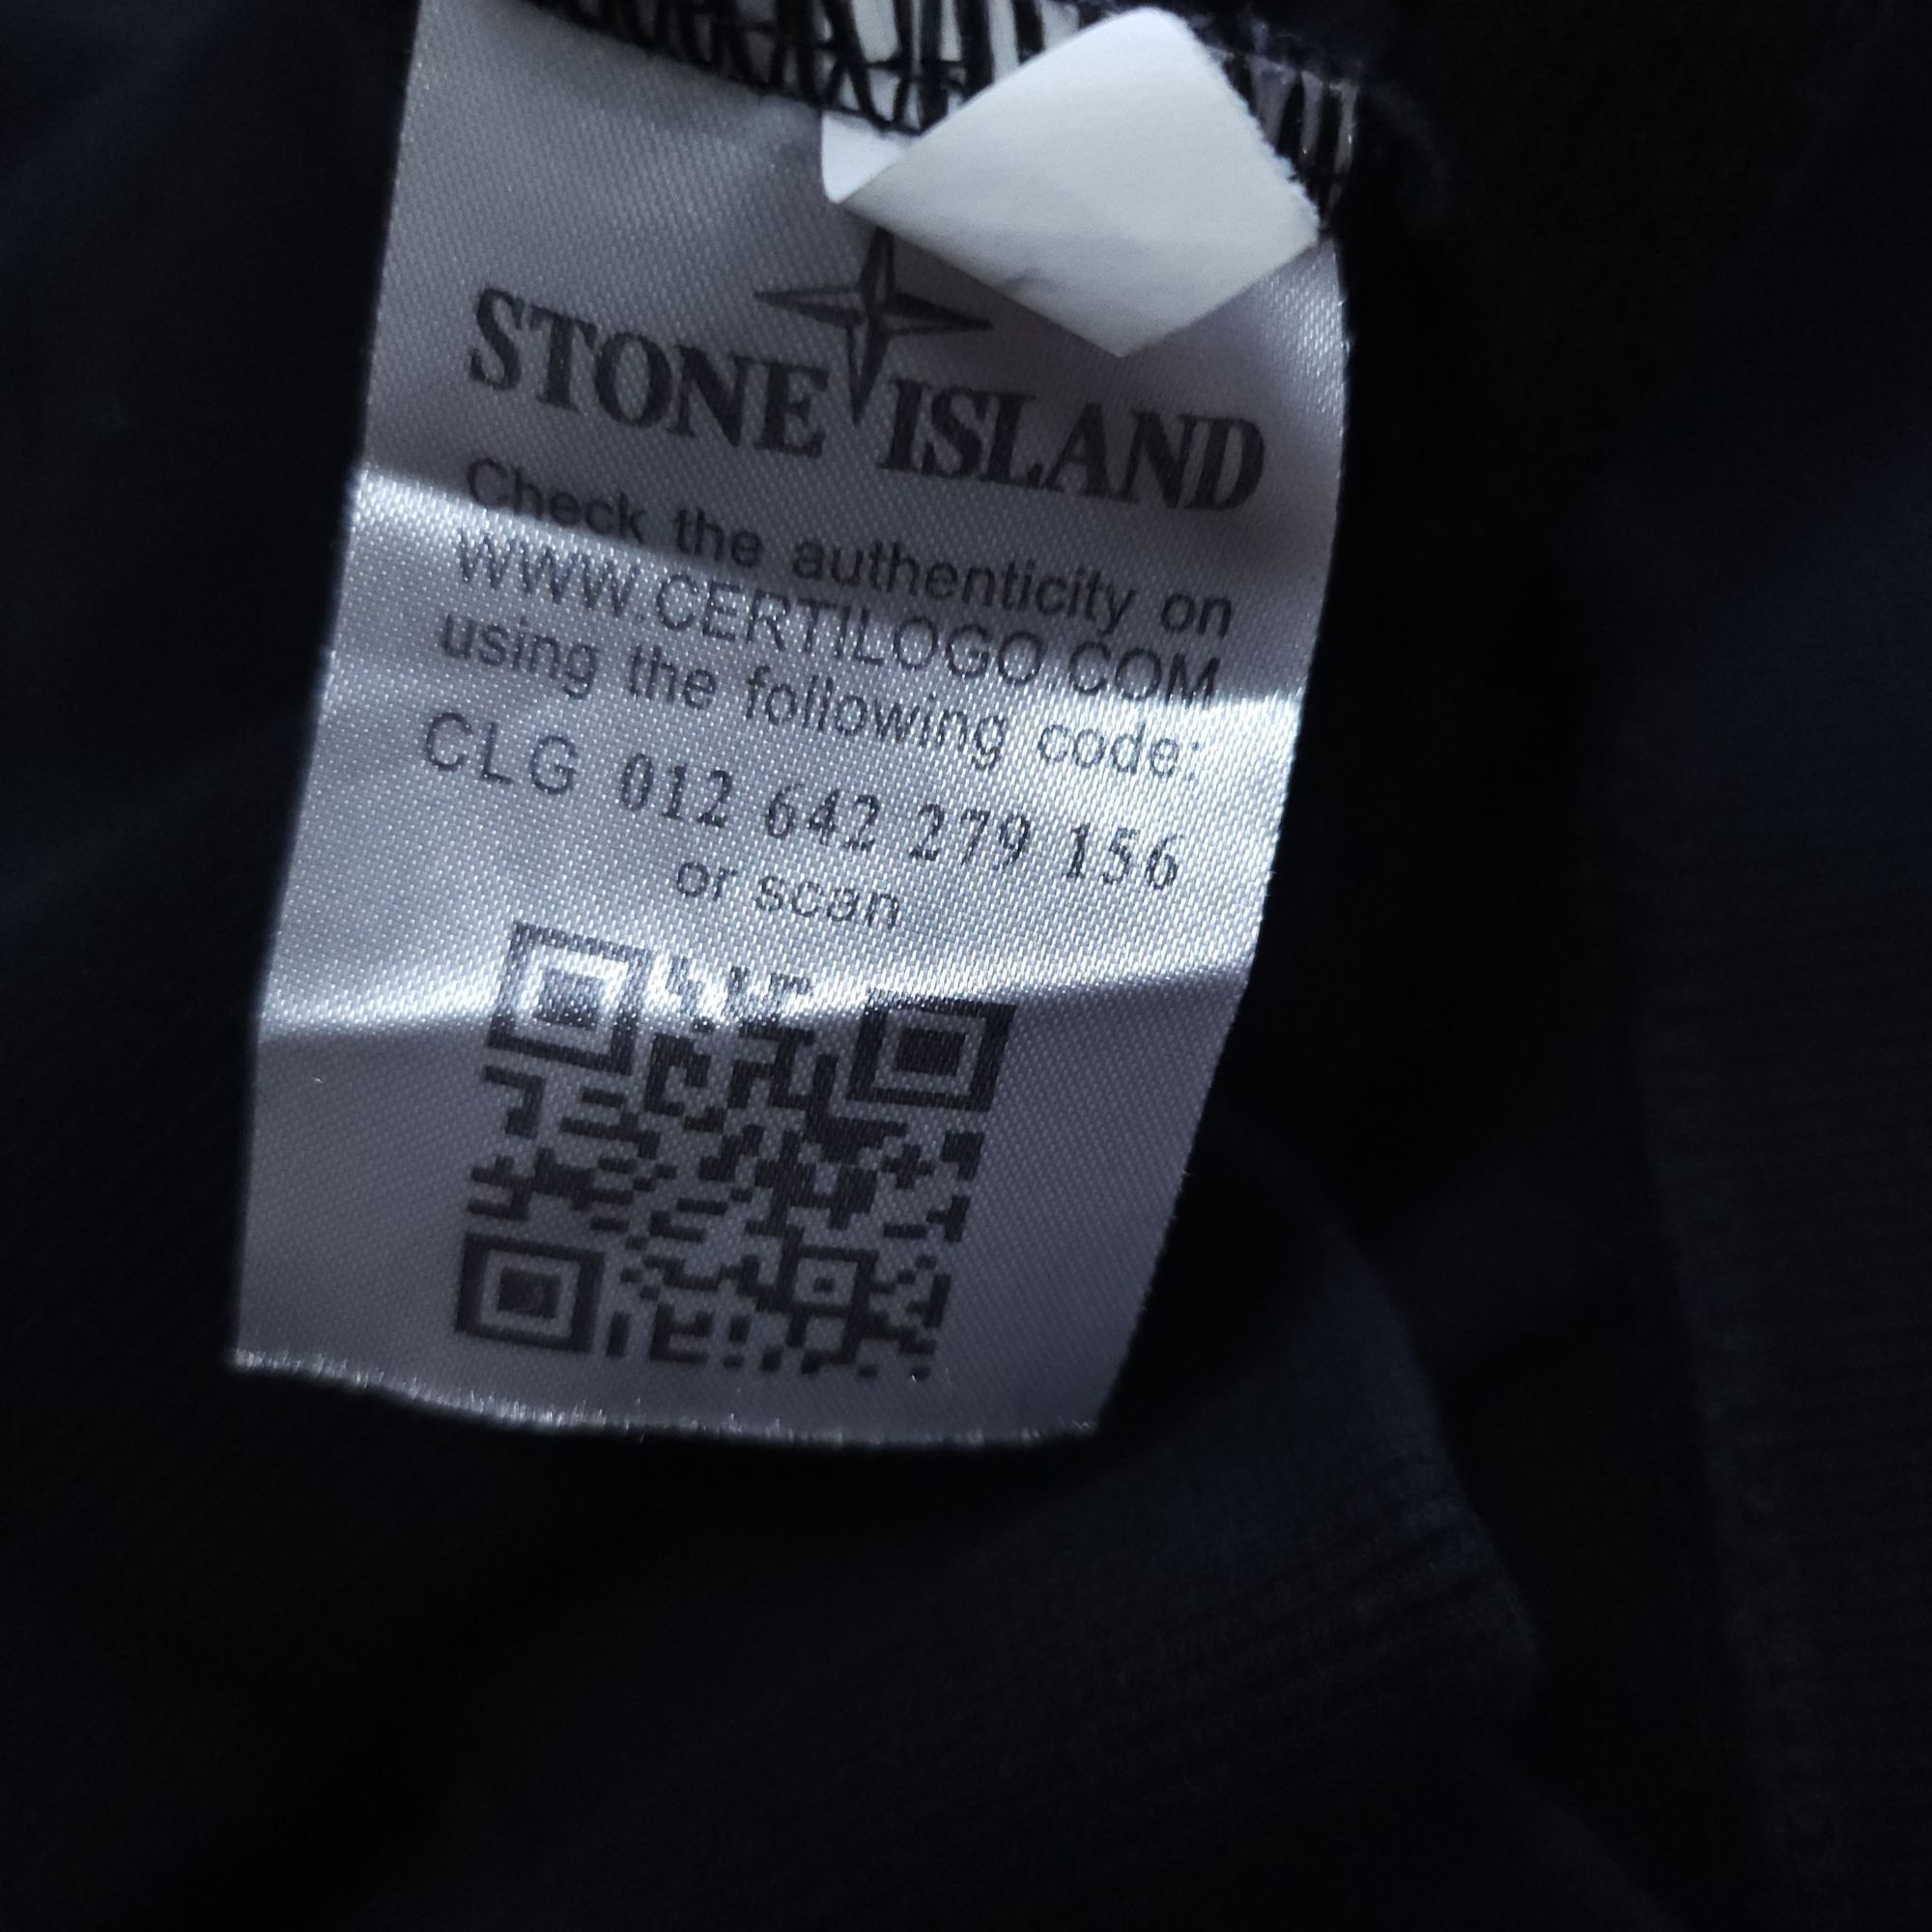 STONE ISLAND
Check the authenticity on
WWW.CERTILOGO.COM
using the following code:
CLG 012 642 279 156
or scan